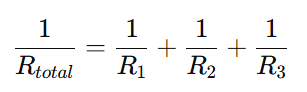 1/R_total = 1/R_1 + 1/R_2 + 1/R_3